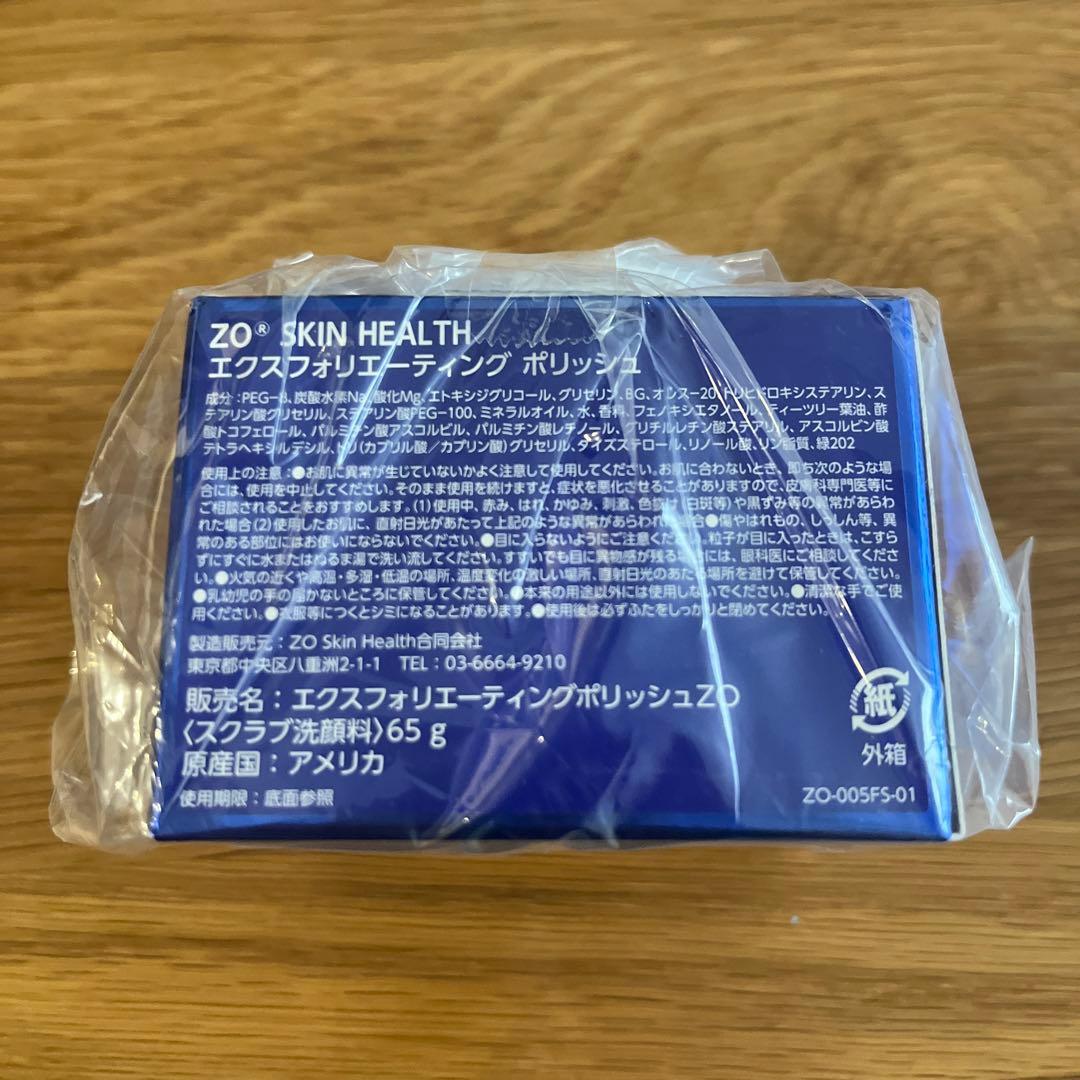 ZO® SKIN HEALTH
エクスフォリエーティング ポリッシュ
成分：PEG-8、炭酸水素Na、酸化Mg、エトキシジグリコール、グリセリン、BG、オレス-20、トリヒドロキシステアリン、ス
テアリン酸グリセリル、ステアリン酸PEG-100、ミネラルオイル、水、香料、フェノキシエタノール、ティーツリー葉油、酢
酸トコフェロール、パルミチン酸アスコルビル、パルミチン酸レチノール、グリチルレチン酸ステアリル、アスコルビン酸
テトラヘキシルデシル、トリ(カプリル酸／カプリン酸)グリセリル、ダイズステロール、リノール酸、リン脂質、緑202
使用上の注意：●お肌に異常が生じていないかよく注意して使用してください。お肌に合わないとき、即ち次のような場
合には、使用を中止してください。そのまま使用を続けますと、症状を悪化させることがありますので、皮膚科専門医等に
ご相談されることをおすすめします。(1)使用中、赤み、はれ、かゆみ、刺激、色抜け(白斑等)や黒ずみ等の異常があらわ
れた場合(2)使用したお肌に、直射日光があたって上記のような異常があらわれた場合●傷やはれもの、しっしん等、異
常のある部位にはお使いにならないでください。●目に入らないようにご注意ください。粒子が目に入ったときは、こすら
ずにすぐに水またはぬるま湯で洗い流してください。すすいでも目に異物感が残る場合には、眼科医にご相談してくださ
い。●火気の近くや高温・多湿・低温の場所、温度変化の激しい場所、直射日光のあたる場所を避けて保管してください。
●乳幼児の手の届かないところに保管してください。●本来の用途以外には使用しないでください。●清潔な手でご使
用ください。●衣服等につくとシミになることがあります。●使用後は必ずふたをしっかりと閉めてください。
製造販売元：ZO Skin Health合同会社
東京都中央区八重洲2-1-1 TEL：03-6664-9210
販売名：エクスフォリエーティングポリッシュZO
〈スクラブ洗顔料〉65 g
原産国：アメリカ
使用期限：底面参照
紙
外箱
ZO-005FS-01